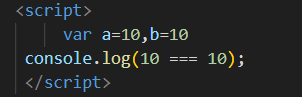 <script>
var a=10,b=10
console.log(10 === 10);
</script>